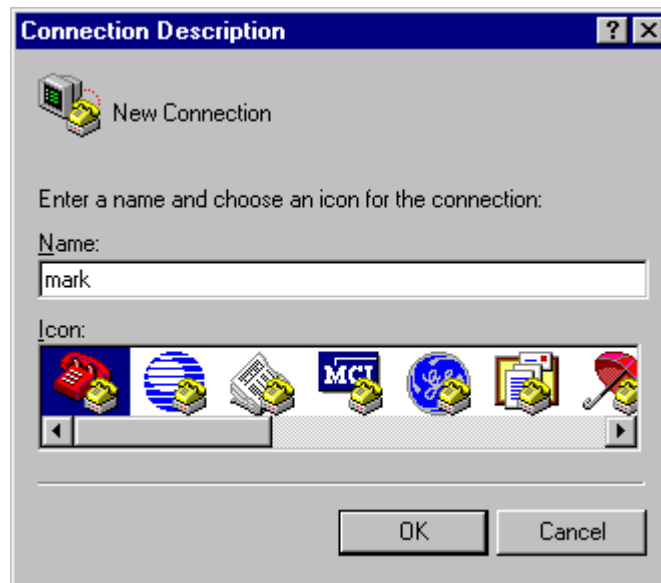 Connection Description
New Connection
Enter a name and choose an icon for the connection:
Name:
mark
Icon:
MCI
OK Cancel